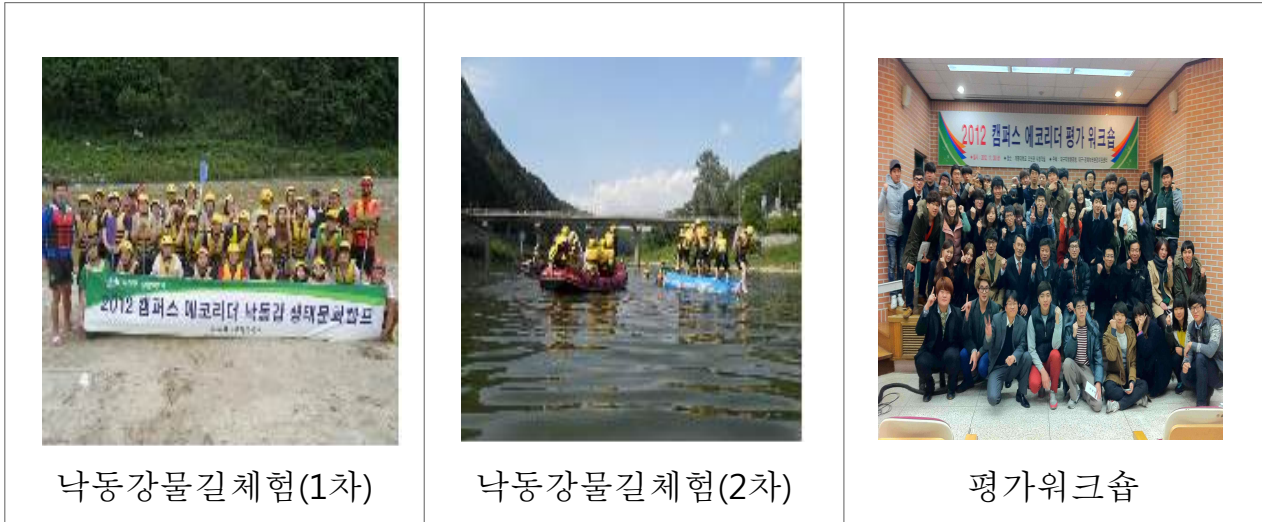 2012 캠퍼스 에코리더 낙동강 생태문화캠프
2012 캠퍼스 에코리더 평가 워크숍
낙동강물길체험(1차)
낙동강물길체험(2차)
평가워크숍